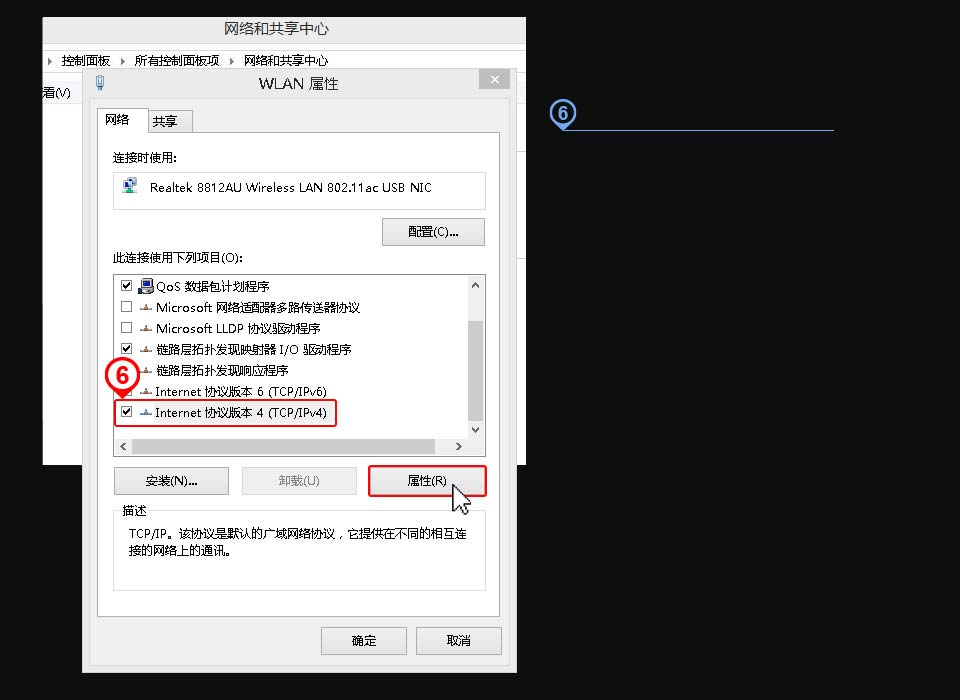 网络和共享中心
控制面板 所有控制面板项 网络和共享中心
看(V)
WLAN 属性
网络 共享
连接时使用:
Realtek 8812AU Wireless LAN 802.11ac USB NIC
配置(C)...
此连接使用下列项目(O):
QoS 数据包计划程序
Microsoft 网络适配器多路传送器协议
Microsoft LLDP 协议驱动程序
链路层拓扑发现映射器 I/O 驱动程序
链路层拓扑发现响应程序
6
Internet 协议版本 6 (TCP/IPv6)
Internet 协议版本 4 (TCP/IPv4)
安装(N)... 卸载(U) 属性(R)
描述
TCP/IP。该协议是默认的广域网络协议，它提供在不同的相互连
接的网络上的通讯。
确定 取消
6